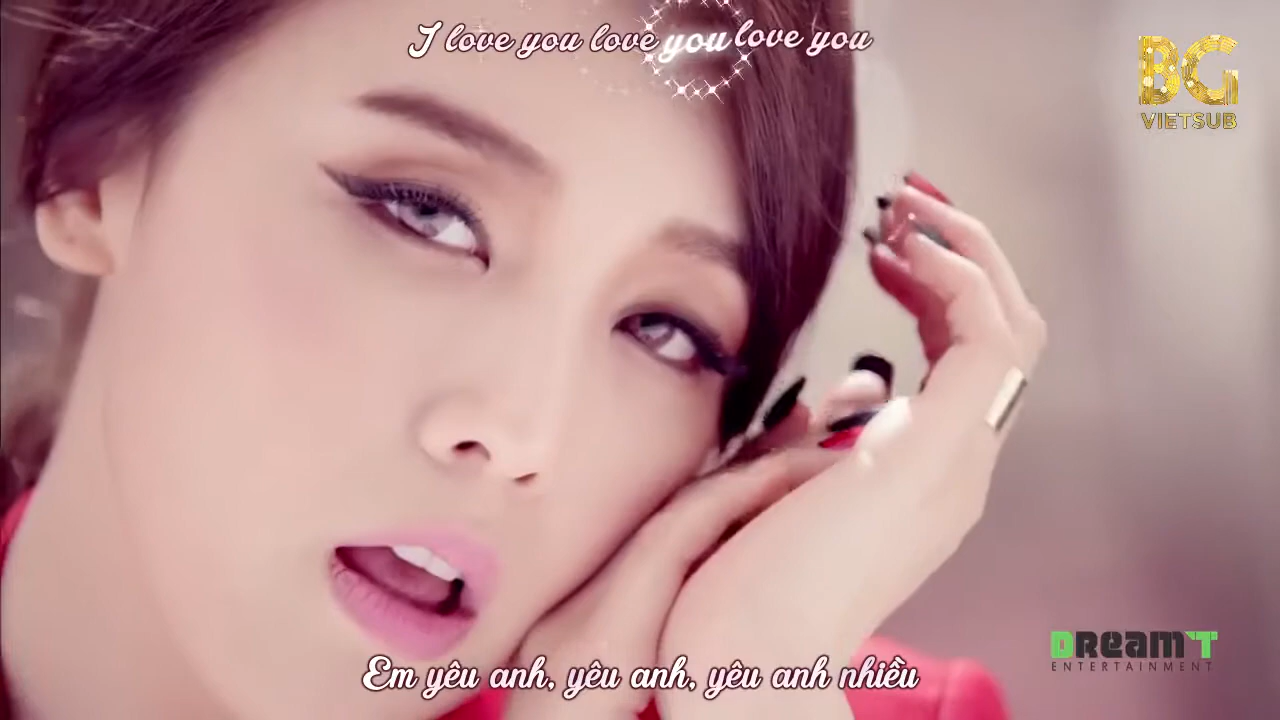 I love you love you love you
BG
VIETSUB
Em yêu anh, yêu anh, yêu anh nhiều
DREAM'T
ENTERTAINMENT